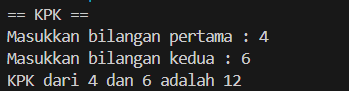 == KPK ==
Masukkan bilangan pertama : 4
Masukkan bilangan kedua : 6
KPK dari 4 dan 6 adalah 12